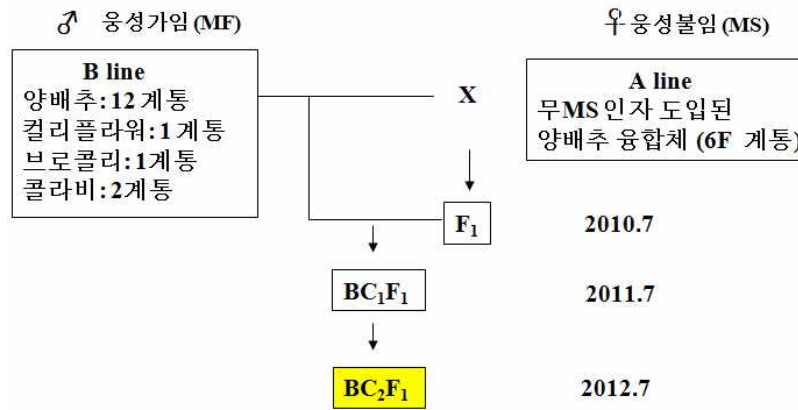 ♂ 웅성가임 (MF)
♀ 웅성불임 (MS)
B line
양배추: 12 계통
컬리플라워: 1 계통
브로콜리: 1계통
콜라비: 2계통
X
A line
무MS 인자 도입된
양배추 융합체 (6F 계통)
F₁ 2010.7
BC₁F₁ 2011.7
BC₂F₁ 2012.7